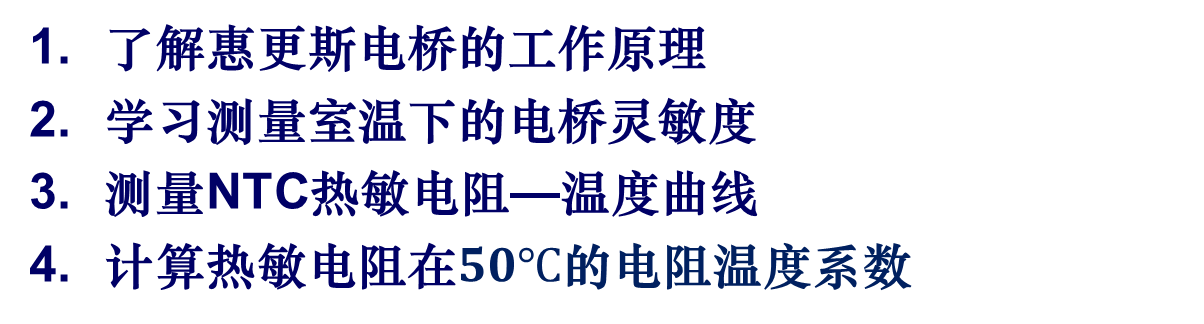 1. 了解惠更斯电桥的工作原理
2. 学习测量室温下的电桥灵敏度
3. 测量NTC热敏电阻—温度曲线
4. 计算热敏电阻在50℃的电阻温度系数